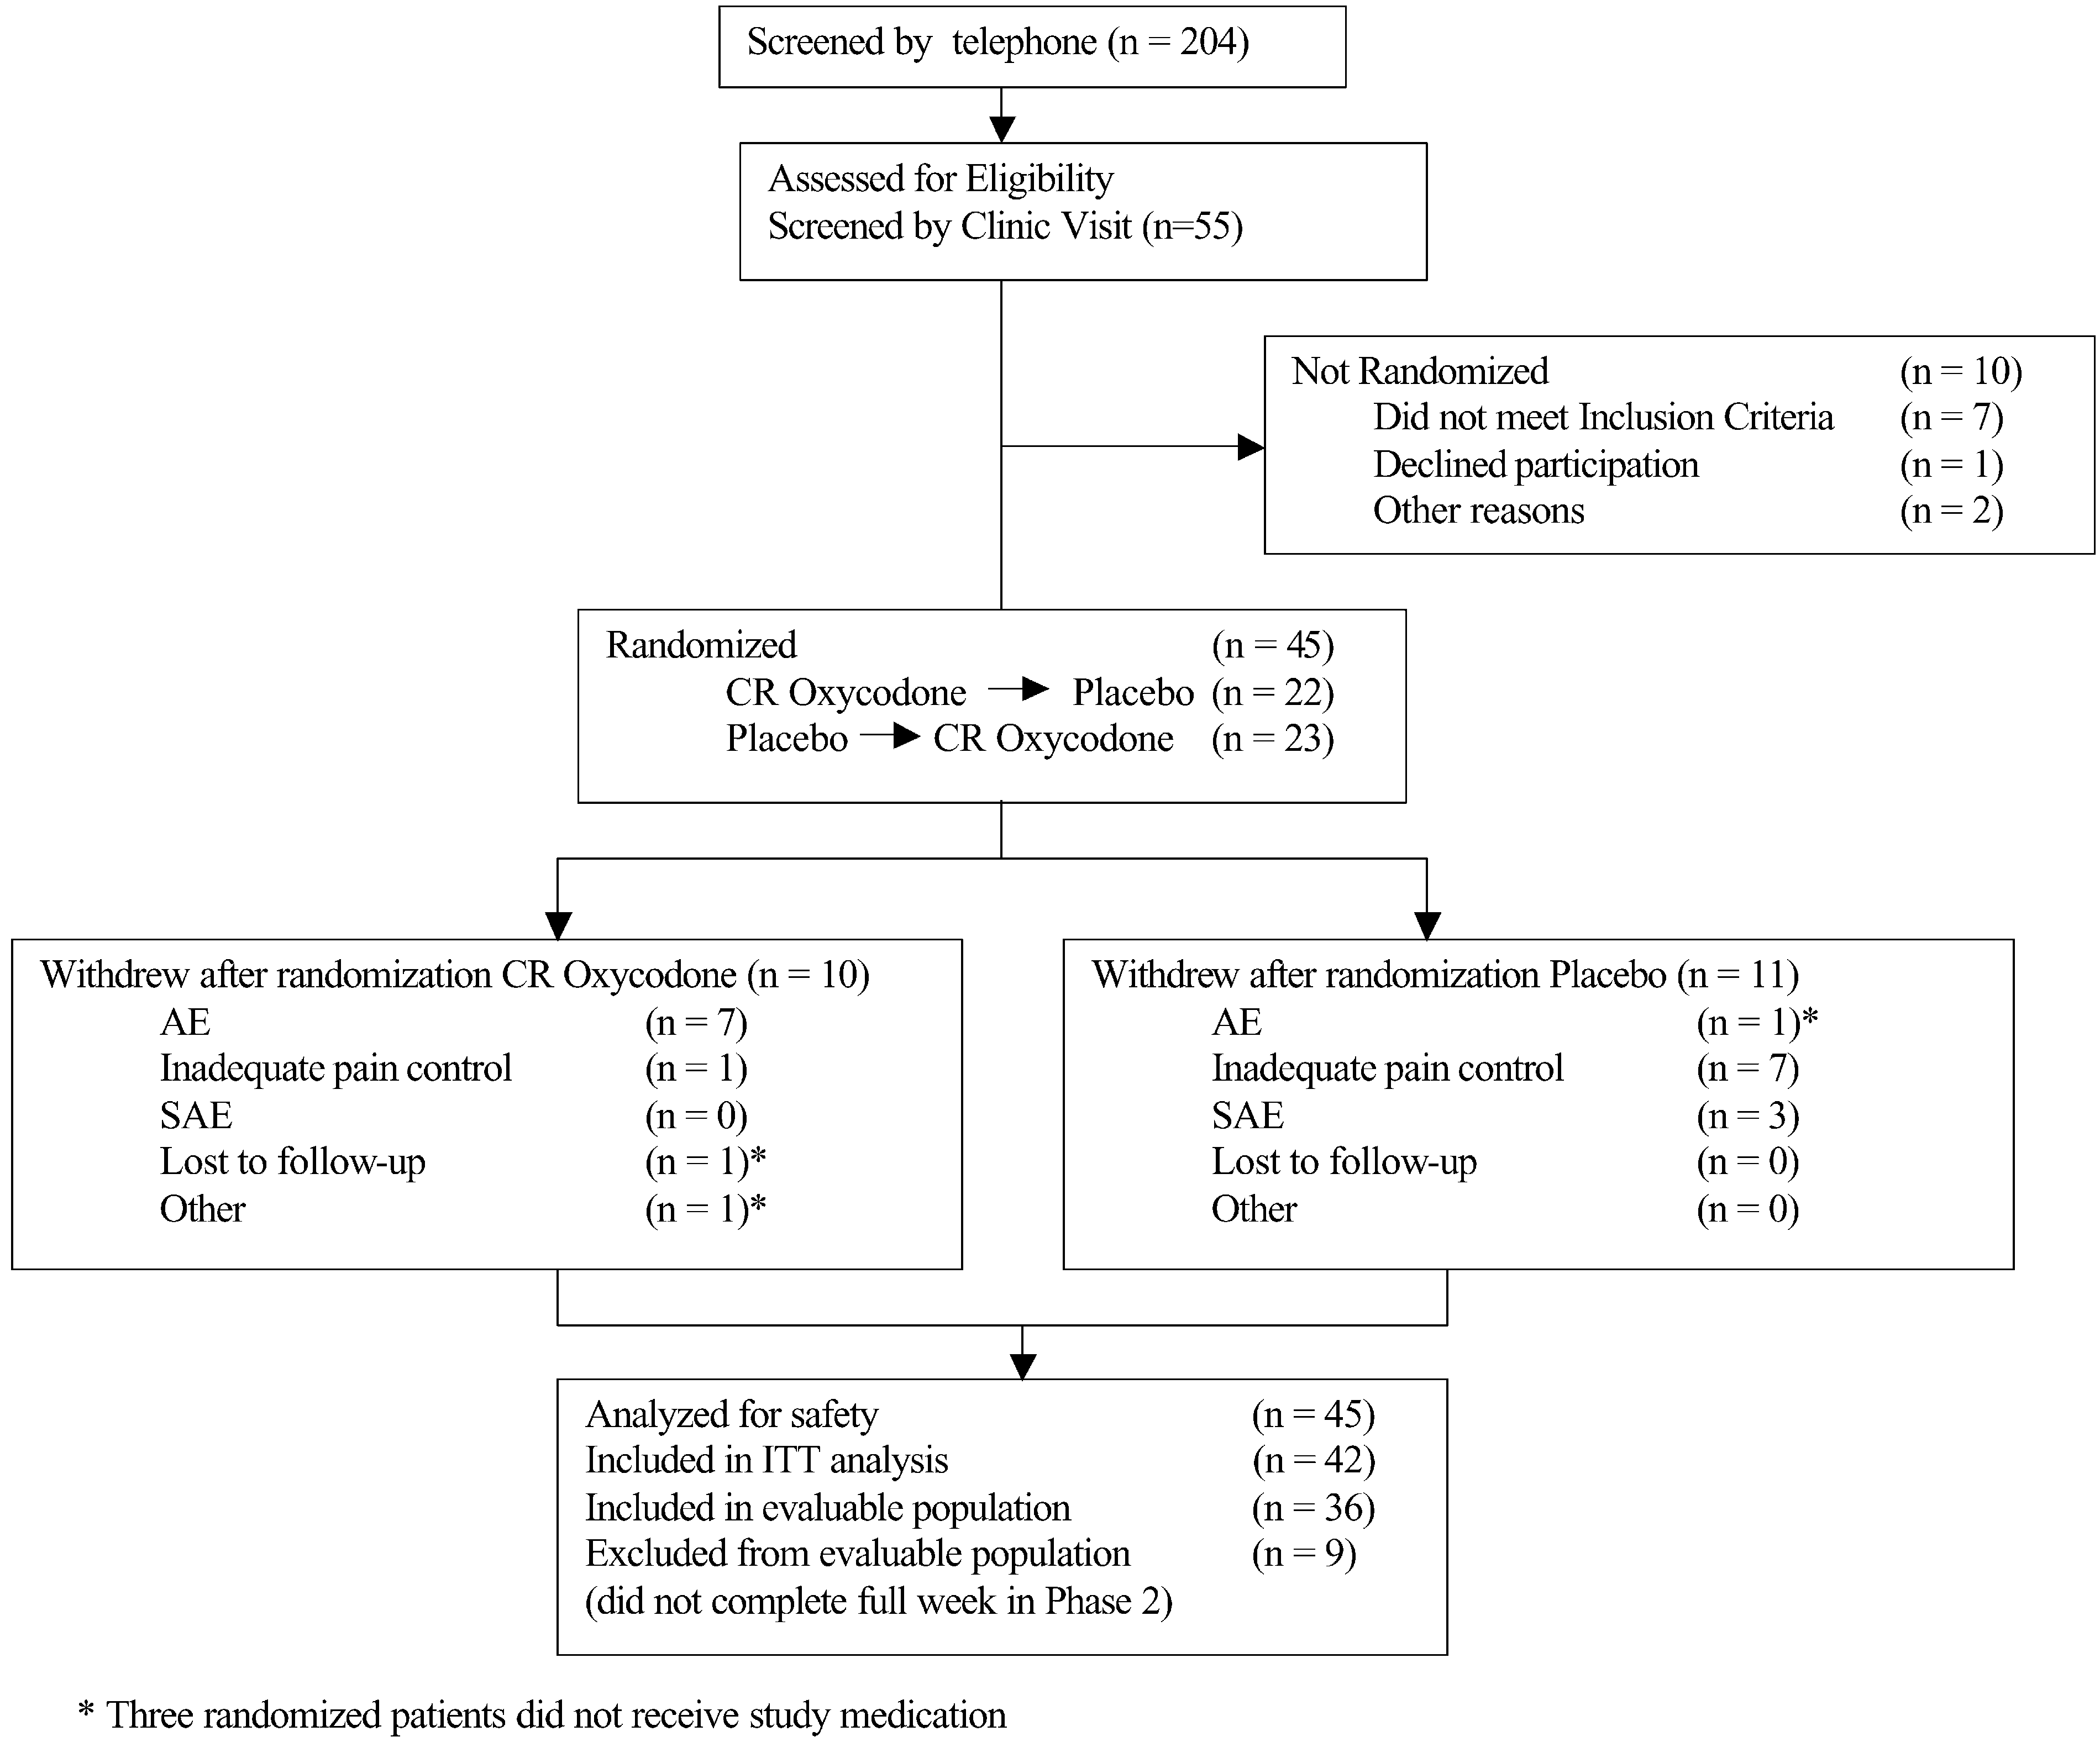 Screened by telephone (n = 204)
Assessed for Eligibility
Screened by Clinic Visit (n=55)
Not Randomized (n = 10)
Did not meet Inclusion Criteria (n = 7)
Declined participation (n = 1)
Other reasons (n = 2)
Randomized (n = 45)
CR Oxycodone → Placebo (n = 22)
Placebo → CR Oxycodone (n = 23)
Withdrew after randomization CR Oxycodone (n = 10)
AE (n = 7)
Inadequate pain control (n = 1)
SAE (n = 0)
Lost to follow-up (n = 1)*
Other (n = 1)*
Withdrew after randomization Placebo (n = 11)
AE (n = 1)*
Inadequate pain control (n = 7)
SAE (n = 3)
Lost to follow-up (n = 0)
Other (n = 0)
Analyzed for safety (n = 45)
Included in ITT analysis (n = 42)
Included in evaluable population (n = 36)
Excluded from evaluable population (n = 9)
(did not complete full week in Phase 2)
* Three randomized patients did not receive study medication